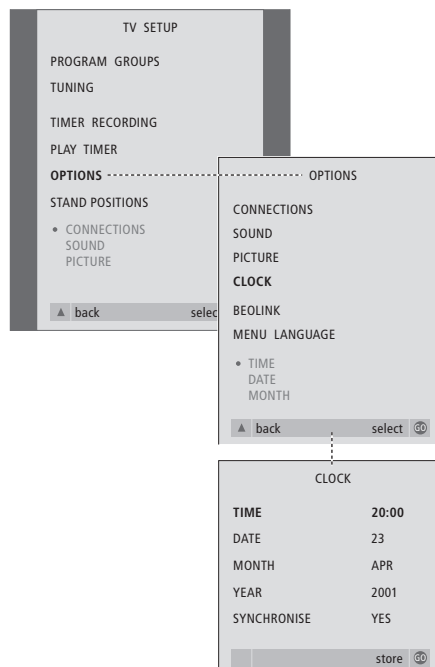 TV SETUP
PROGRAM GROUPS
TUNING
TIMER RECORDING
PLAY TIMER
OPTIONS
STAND POSITIONS
• CONNECTIONS
SOUND
PICTURE
▲ back selec
OPTIONS
CONNECTIONS
SOUND
PICTURE
CLOCK
BEOLINK
MENU LANGUAGE
• TIME
DATE
MONTH
▲ back select GO
CLOCK
TIME 20:00
DATE 23
MONTH APR
YEAR 2001
SYNCHRONISE YES
store GO